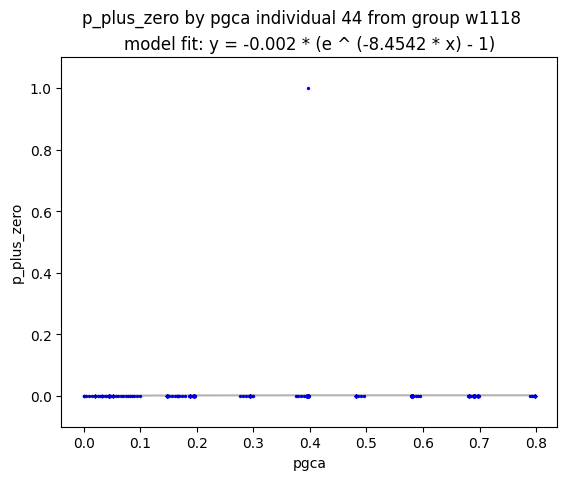 p_plus_zero by pgca individual 44 from group w1118
model fit: y = -0.002 * (e ^ (-8.4542 * x) - 1)
1.0
0.8
0.6
0.4
0.2
0.0
p_plus_zero
0.0 0.1 0.2 0.3 0.4 0.5 0.6 0.7 0.8
pgca